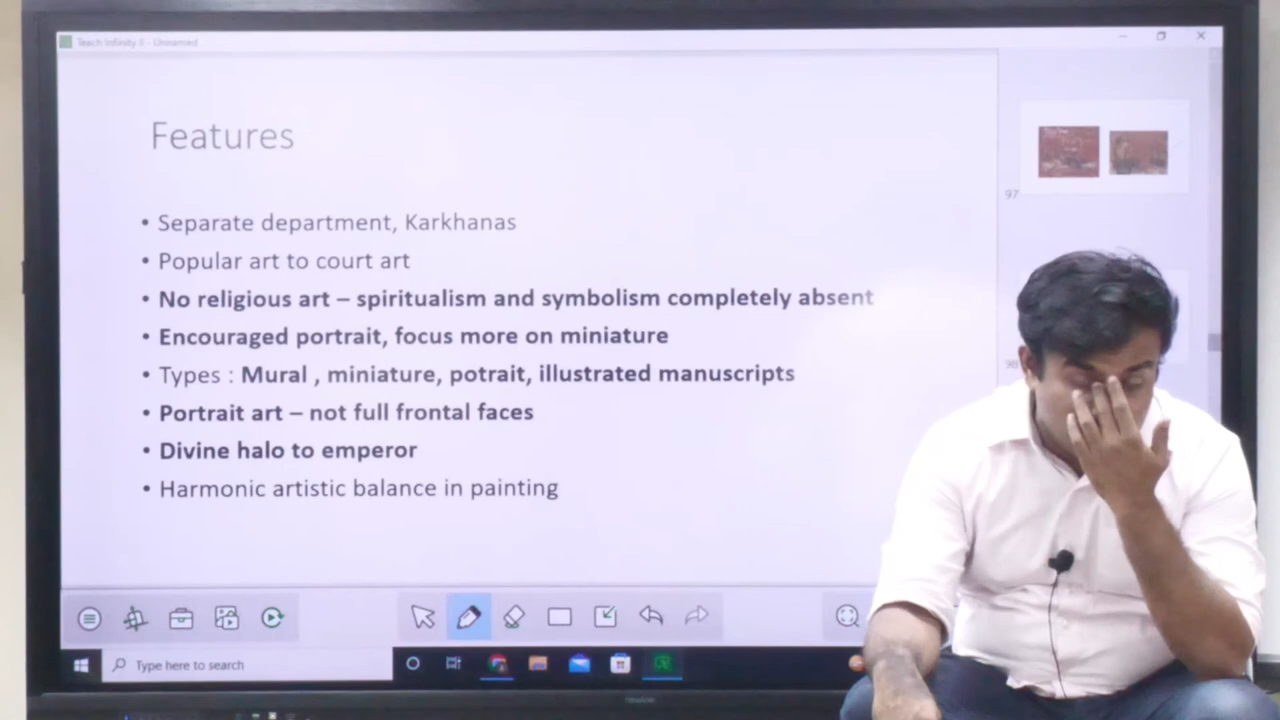 Teach Infinity
Unnamed
Features
• Separate department, Karkhanas
• Popular art to court art
• No religious art – spiritualism and symbolism completely absent
• Encouraged portrait, focus more on miniature
• Types : Mural , miniature, potrait, illustrated manuscripts
• Portrait art – not full frontal faces
• Divine halo to emperor
• Harmonic artistic balance in painting
97
98
Type here to search